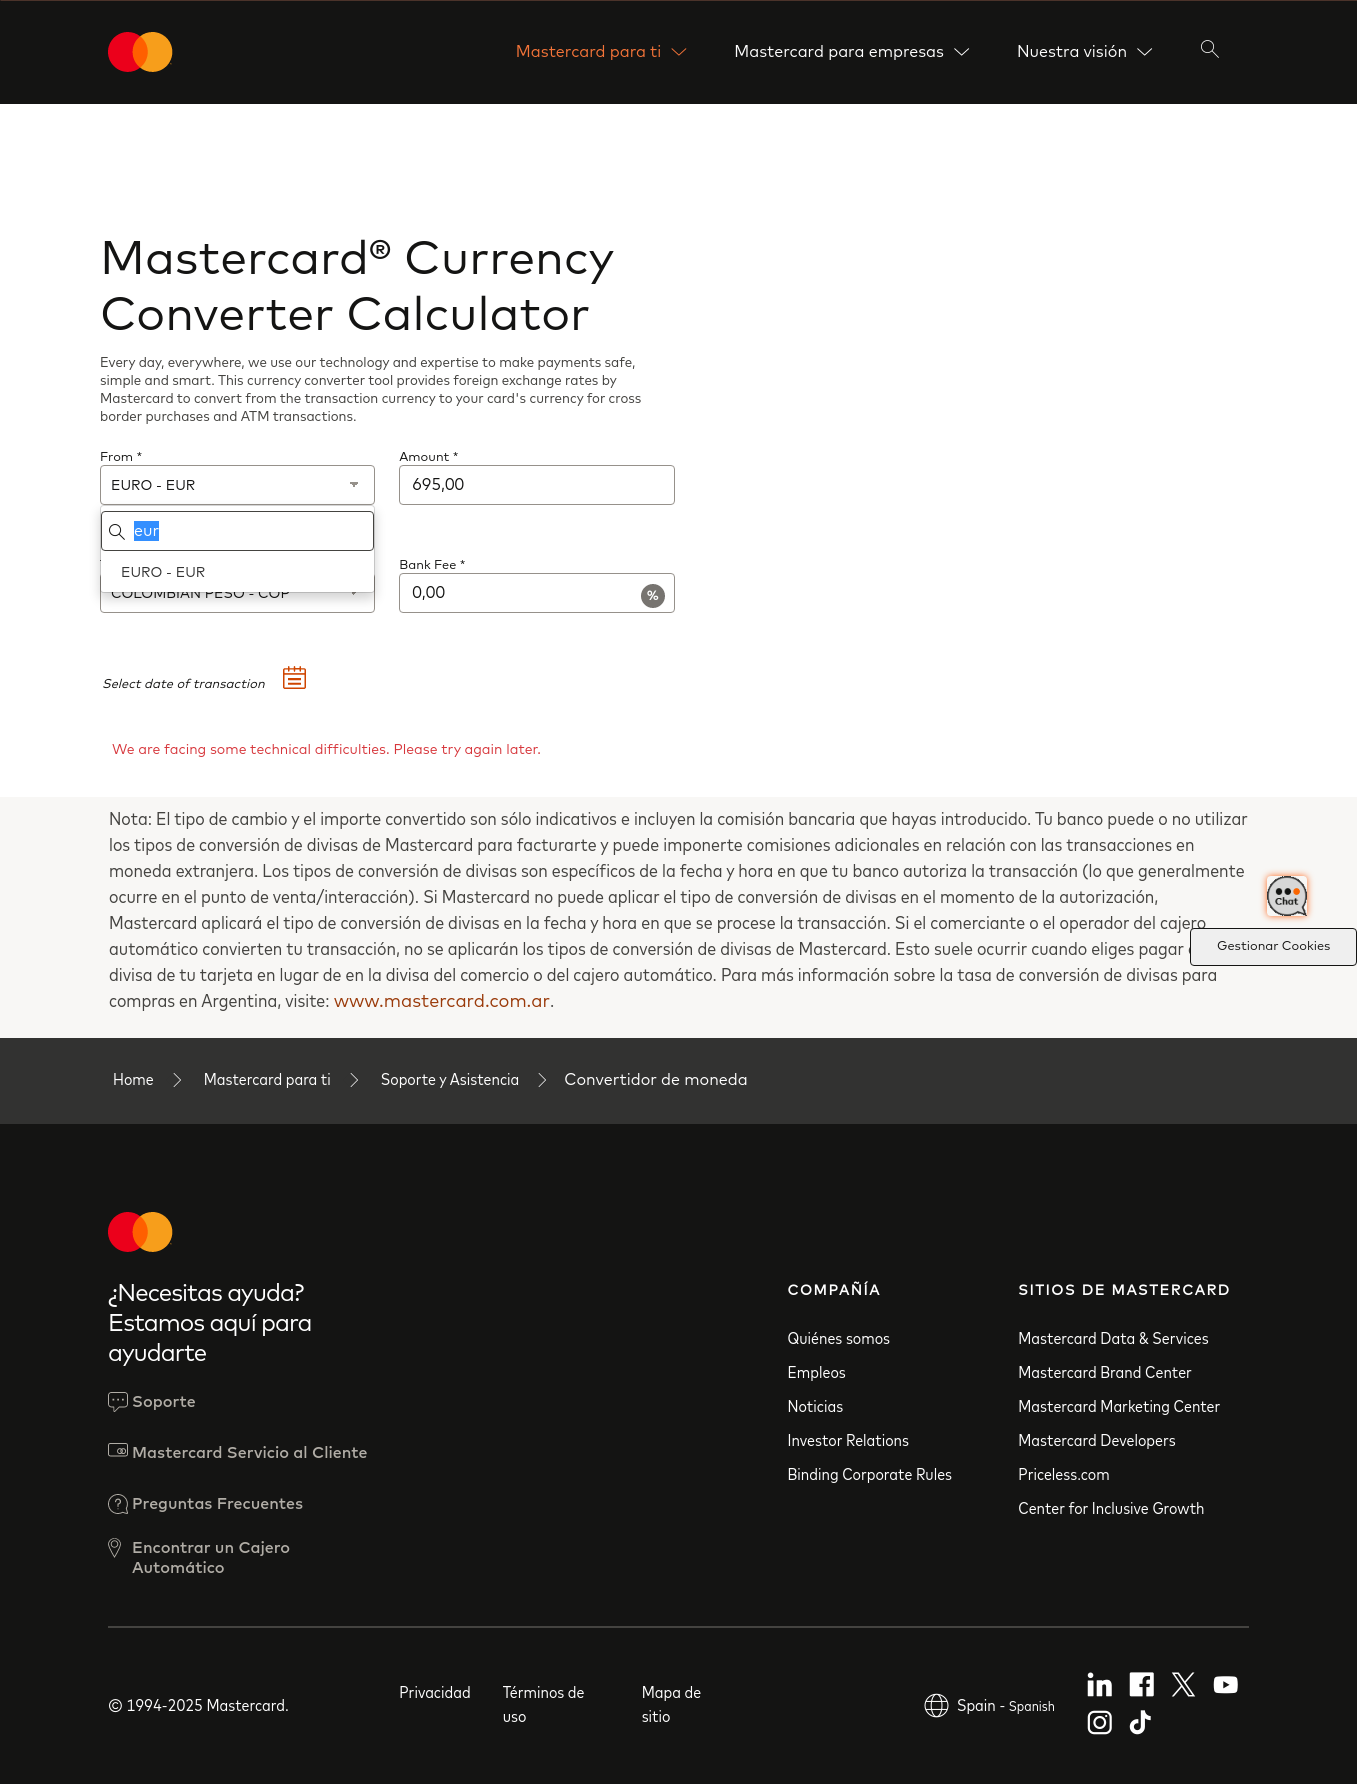 Mastercard para ti
Mastercard para empresas
Nuestra visión
Mastercard® Currency
Converter Calculator
Every day, everywhere, we use our technology and expertise to make payments safe,
simple and smart. This currency converter tool provides foreign exchange rates by
Mastercard to convert from the transaction currency to your card's currency for cross
border purchases and ATM transactions.
From *
EURO - EUR
Amount *
695,00
eur
EURO - EUR
COLOMBIAN PESO - COP
Bank Fee *
0,00
%
Select date of transaction
We are facing some technical difficulties. Please try again later.
Nota: El tipo de cambio y el importe convertido son sólo indicativos e incluyen la comisión bancaria que hayas introducido. Tu banco puede o no utilizar
los tipos de conversión de divisas de Mastercard para facturarte y puede imponerte comisiones adicionales en relación con las transacciones en
moneda extranjera. Los tipos de conversión de divisas son específicos de la fecha y hora en que tu banco autoriza la transacción (lo que generalmente
ocurre en el punto de venta/interacción). Si Mastercard no puede aplicar el tipo de conversión de divisas en el momento de la autorización,
Mastercard aplicará el tipo de conversión de divisas en la fecha y hora en que se procese la transacción. Si el comerciante o el operador del cajero
automático convierten tu transacción, no se aplicarán los tipos de conversión de divisas de Mastercard. Esto suele ocurrir cuando eliges pagar
divisa de tu tarjeta en lugar de en la divisa del comercio o del cajero automático. Para más información sobre la tasa de conversión de divisas para
compras en Argentina, visite: www.mastercard.com.ar.
Chat
Gestionar Cookies
Home
Mastercard para ti
Soporte y Asistencia
Convertidor de moneda
¿Necesitas ayuda?
Estamos aquí para
ayudarte
Soporte
Mastercard Servicio al Cliente
Preguntas Frecuentes
Encontrar un Cajero
Automático
COMPAÑÍA
Quiénes somos
Empleos
Noticias
Investor Relations
Binding Corporate Rules
SITIOS DE MASTERCARD
Mastercard Data & Services
Mastercard Brand Center
Mastercard Marketing Center
Mastercard Developers
Priceless.com
Center for Inclusive Growth
© 1994-2025 Mastercard.
Privacidad
Términos de
uso
Mapa de
sitio
Spain - Spanish